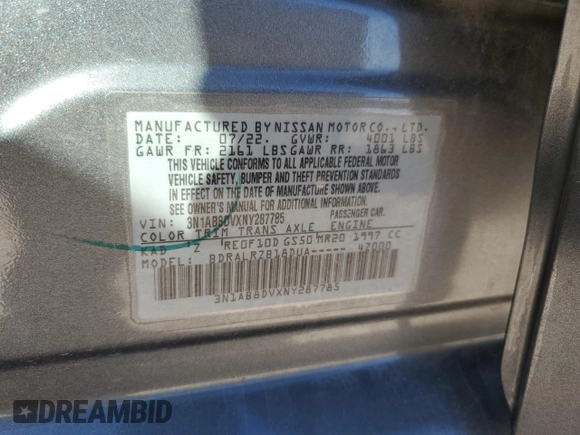 MANUFACTURED BY NISSAN MOTOR CO., LTD.
DATE: 07/22. GVWR: 4001 LBS
GAWR FR: 2161 LBS GAWR RR: 1863 LBS
THIS VEHICLE CONFORMS TO ALL APPLICABLE FEDERAL MOTOR
VEHICLE SAFETY, BUMPER AND THEFT PREVENTION STANDARDS
IN EFFECT ON THE DATE OF MANUFACTURE SHOWN ABOVE.
SEE OWNER'S MANUAL FOR ADDITIONAL INFORMATION.
VIN: 3N1AB8DVXNY287785 PASSENGER CAR.
COLOR TRIM TRANS AXLE ENGINE
KAD Z RE0F10D GS50 MR20 1997 CC
MODEL: BDRALRZB18DUA----- 4Z000
3N1AB8DVXNY287785
DREAMBID